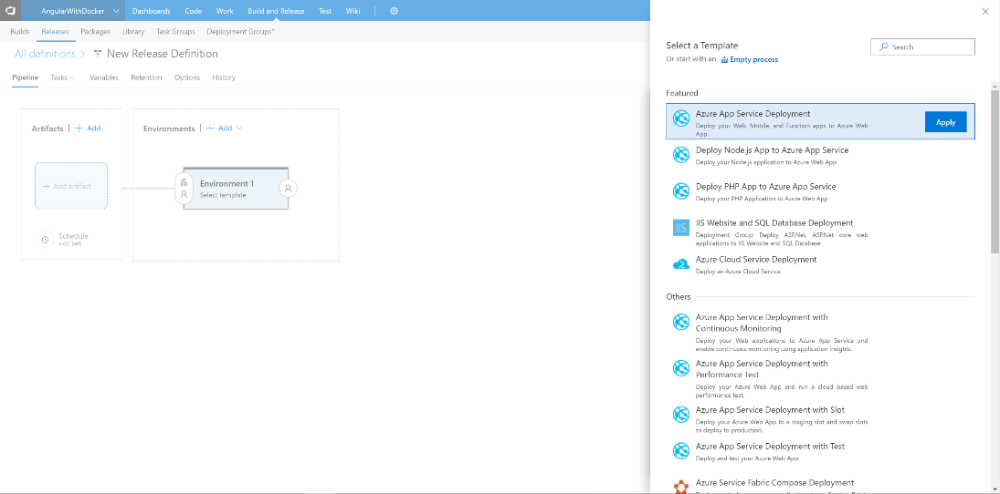 AngularWithDocker Dashboards Code Work Build and Release Test Wiki
Builds Releases Packages Library Task Groups Deployment Groups*
All definitions > New Release Definition
Pipeline Tasks Variables Retention Options History
Artifacts | + Add
Environments | + Add
Environment 1
Select template
+ Add artifact
Schedule
not set
Select a Template
Or start with an Empty process
Search
Featured
Azure App Service Deployment
Deploy your Web, Mobile, and Function apps to Azure Web
App.
Apply
Deploy Node.js App to Azure App Service
Deploy your Node.js application to Azure Web App
Deploy PHP App to Azure App Service
Deploy your PHP Application to Azure Web App
IIS
IIS Website and SQL Database Deployment
Deployment Group: Deploy ASP.Net, ASP.Net core web
applications to IIS Website and SQL Database
Azure Cloud Service Deployment
Deploy an Azure Cloud Service
Others
Azure App Service Deployment with
Continuous Monitoring
Deploy your Web applications to Azure App Service and
enable continuous monitoring using application insights.
Azure App Service Deployment with
Performance Test
Deploy your Azure Web App and run a cloud based web
performance test.
Azure App Service Deployment with Slot
Deploy your Azure Web App to a staging slot and swap slots
to deploy to production.
Azure App Service Deployment with Test
Deploy and test your Azure Web App
Azure Service Fabric Compose Deployment